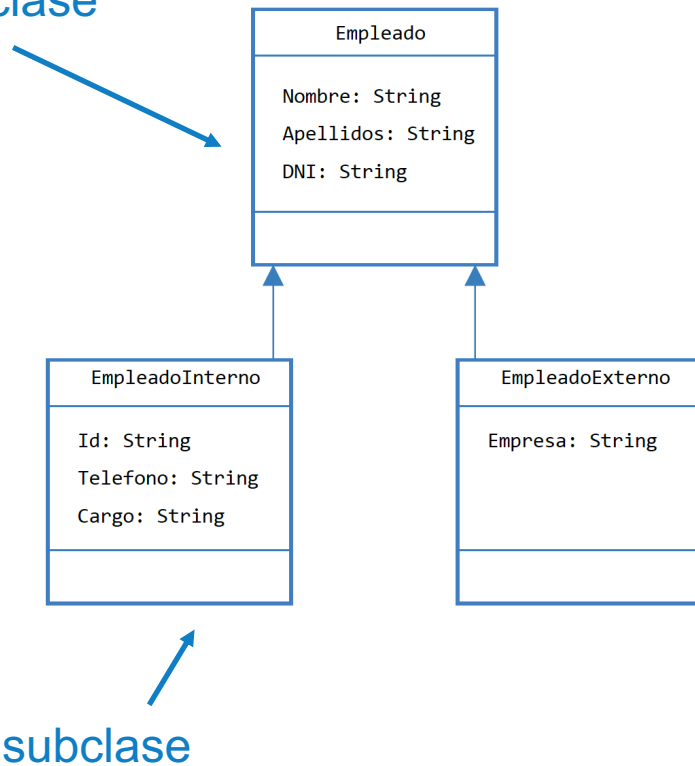 clase
Empleado
Nombre: String
Apellidos: String
DNI: String
EmpleadoInterno
Id: String
Telefono: String
Cargo: String
EmpleadoExterno
Empresa: String
subclase